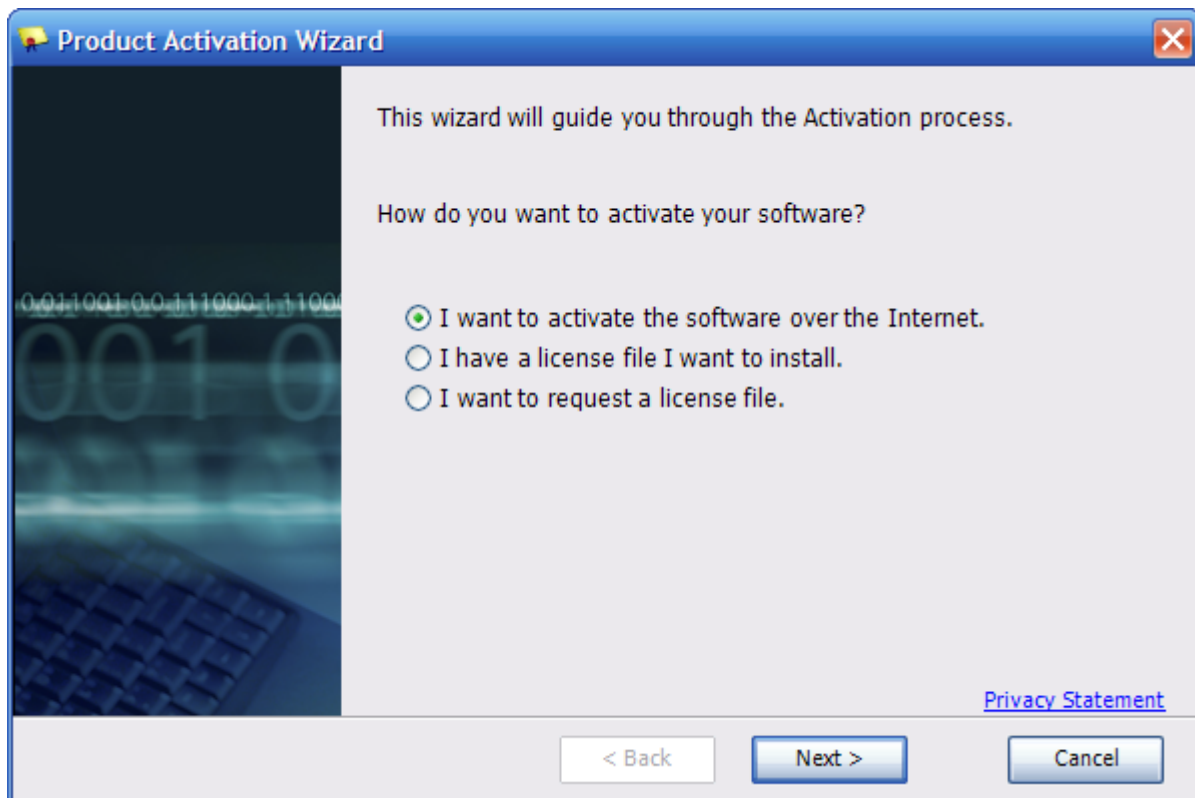 Product Activation Wizard
This wizard will guide you through the Activation process.
How do you want to activate your software?
I want to activate the software over the Internet.
I have a license file I want to install.
I want to request a license file.
Privacy Statement
< Back
Next >
Cancel